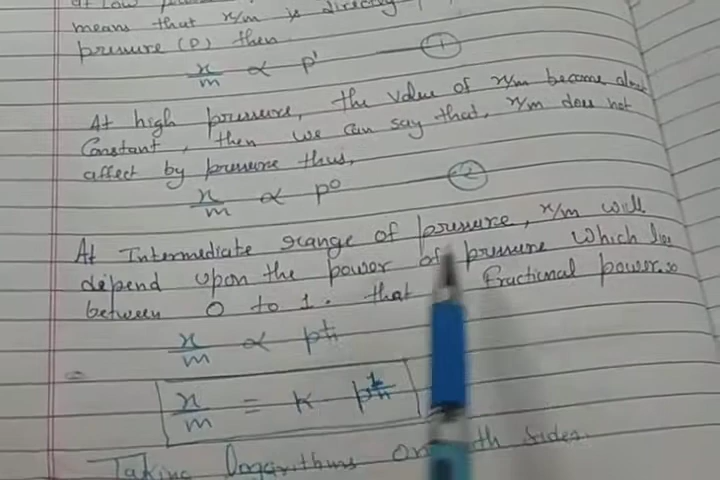 At low
means that x/m is directly
pressure (P) then
x/m ∝ P¹ ①
At high pressure, the value of x/m become almost
Constant, then we can say that, x/m does not
affect by pressure thus,
x/m ∝ P⁰ ②
At Intermediate range of pressure, x/m will
depend upon the power of pressure which lies
between 0 to 1. that fractional power. so
x/m ∝ P^1/n
= x/m = K P^1/n
Taking Logarithms on both sides.